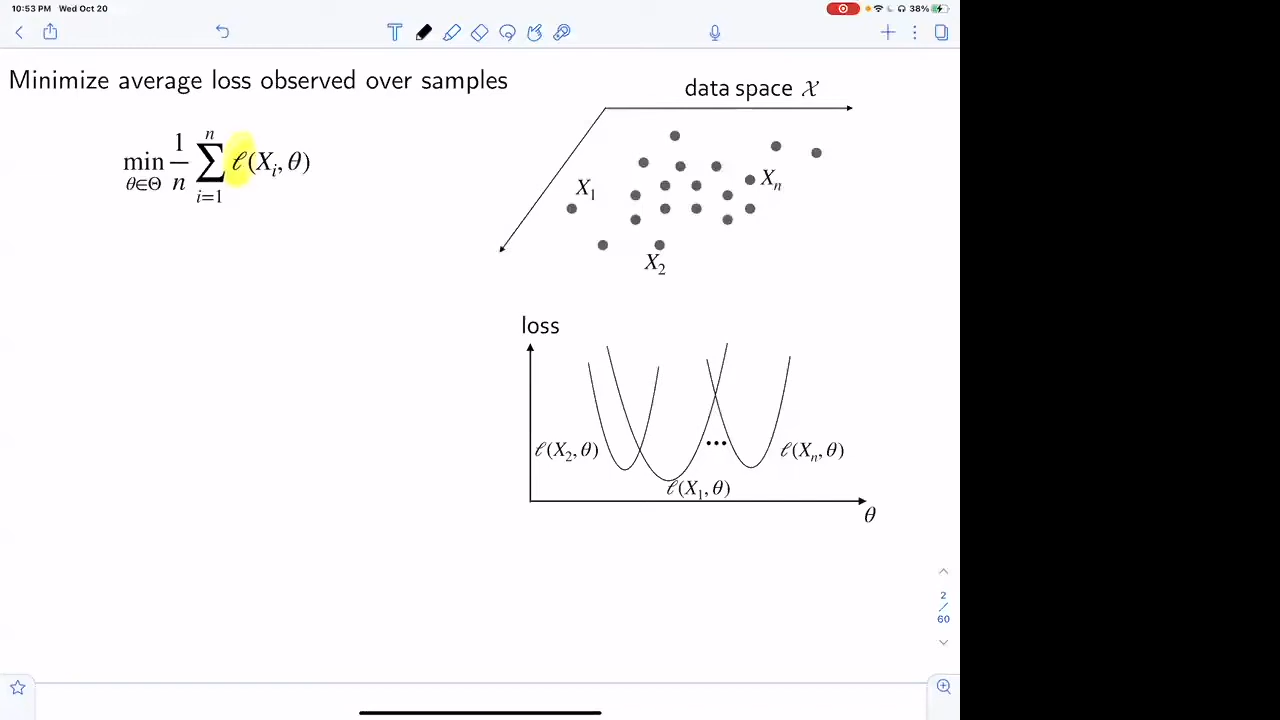 10:53 PM Wed Oct 20
38%
Minimize average loss observed over samples
min_{θ∈Θ} 1/n ∑_{i=1}^{n} ℓ(X_i, θ)
data space 𝒳
X_1
X_n
X_2
loss
ℓ(X_2, θ)
ℓ(X_n, θ)
ℓ(X_1, θ)
θ
2
/
60